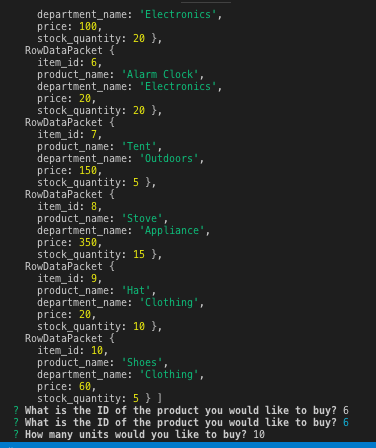 department_name: 'Electronics',
price: 100,
stock_quantity: 20 },
RowDataPacket {
item_id: 6,
product_name: 'Alarm Clock',
department_name: 'Electronics',
price: 20,
stock_quantity: 20 },
RowDataPacket {
item_id: 7,
product_name: 'Tent',
department_name: 'Outdoors',
price: 150,
stock_quantity: 5 },
RowDataPacket {
item_id: 8,
product_name: 'Stove',
department_name: 'Appliance',
price: 350,
stock_quantity: 15 },
RowDataPacket {
item_id: 9,
product_name: 'Hat',
department_name: 'Clothing',
price: 20,
stock_quantity: 10 },
RowDataPacket {
item_id: 10,
product_name: 'Shoes',
department_name: 'Clothing',
price: 60,
stock_quantity: 5 } ]
? What is the ID of the product you would like to buy? 6
? What is the ID of the product you would like to buy? 6
? How many units would you like to buy? 10